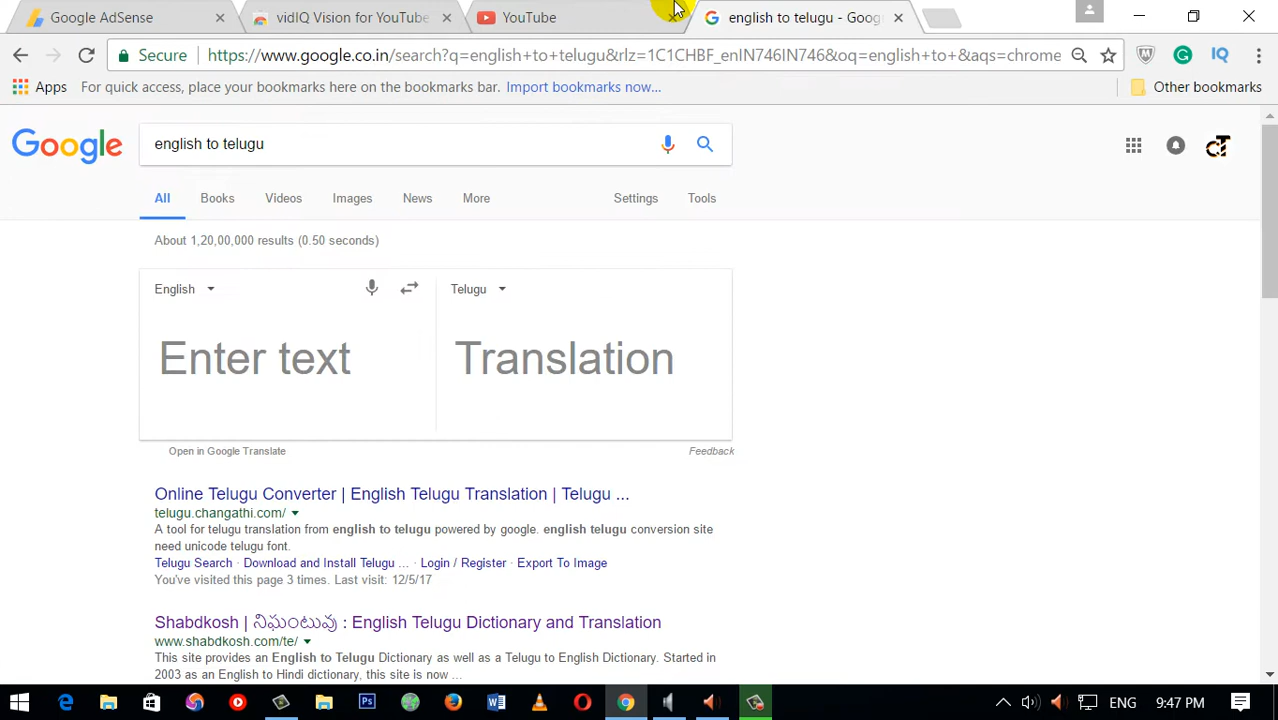 Google AdSense
vidIQ Vision for YouTube
YouTube
english to telugu - Goog
Secure
https://www.google.co.in/search?q=english+to+telugu&rlz=1C1CHBF_enIN746IN746&oq=english+to+&aqs=chrome
Apps
For quick access, place your bookmarks here on the bookmarks bar. Import bookmarks now...
Other bookmarks
Google
english to telugu
All Books Videos Images News More Settings Tools
About 1,20,00,000 results (0.50 seconds)
English
Telugu
Enter text
Translation
Open in Google Translate
Feedback
Online Telugu Converter | English Telugu Translation | Telugu ...
telugu.changathi.com/
A tool for telugu translation from english to telugu powered by google. english telugu conversion site
need unicode telugu font.
Telugu Search · Download and Install Telugu ... · Login / Register · Export To Image
You've visited this page 3 times. Last visit: 12/5/17
Shabdkosh | నిఘంటువు : English Telugu Dictionary and Translation
www.shabdkosh.com/te/
This site provides an English to Telugu Dictionary as well as a Telugu to English Dictionary. Started in
2003 as an English to Hindi dictionary, this site is now ...
ENG
9:47 PM